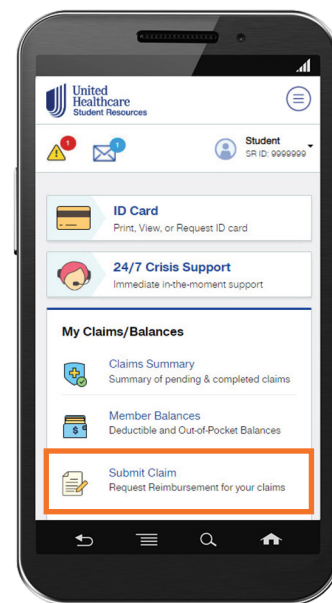 United
Healthcare
Student Resources
1
1
Student
SR ID: 9999999
ID Card
Print, View, or Request ID card
24/7 Crisis Support
Immediate in-the-moment support
My Claims/Balances
Claims Summary
Summary of pending & completed claims
Member Balances
Deductible and Out-of-Pocket Balances
Submit Claim
Request Reimbursement for your claims